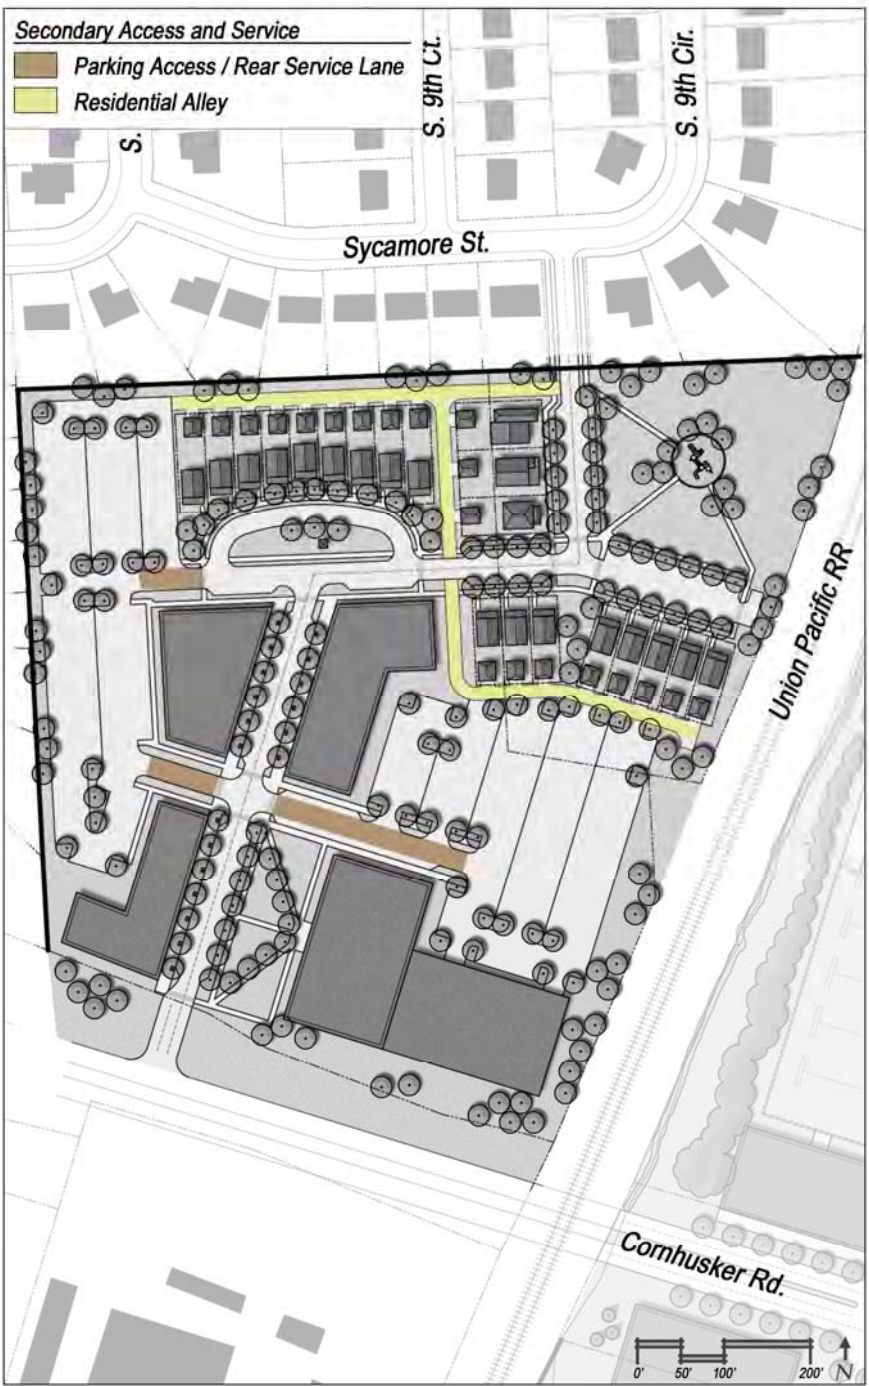 Secondary Access and Service
Parking Access / Rear Service Lane
Residential Alley
S.
S. 9th Ct.
S. 9th Cir.
Sycamore St.
Union Pacific RR
Cornhusker Rd.
0' 50' 100' 200' N